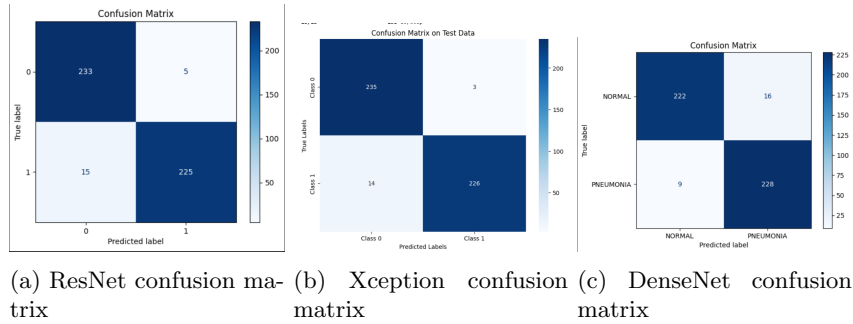 Confusion Matrix
0
1
True label
233
5
15
225
0
1
Predicted label
200
150
100
50
Confusion Matrix on Test Data
Class 0
Class 1
True Labels
235
3
14
226
Class 0
Class 1
Predicted Labels
200
150
100
50
Confusion Matrix
NORMAL
PNEUMONIA
True label
222
16
9
228
NORMAL
PNEUMONIA
Predicted label
225
200
175
150
125
100
75
50
25
(a) ResNet confusion ma-
trix
(b) Xception confusion
matrix
(c) DenseNet confusion
matrix